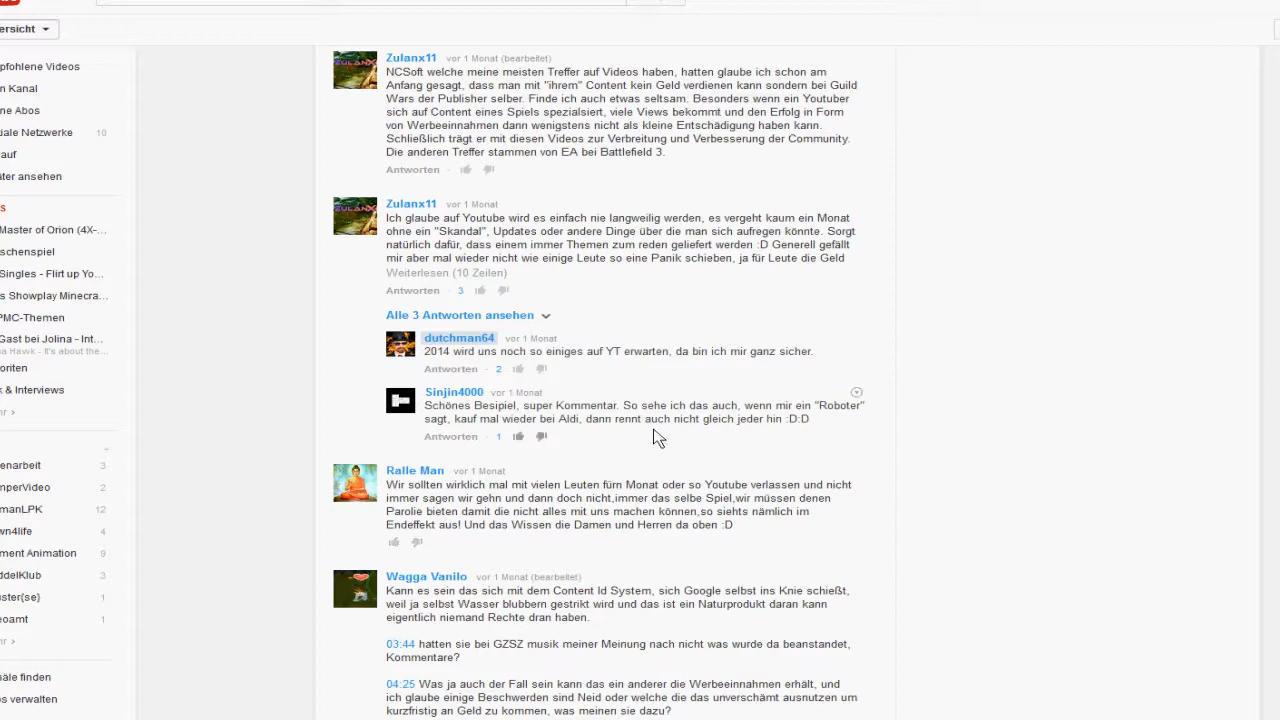 ersicht
pfohlene Videos
n Kanal
ne Abos
iale Netzwerke 10
auf
äter ansehen
s
Master of Orion (4X-...
schenspiel
Singles - Flirt up Yo...
s Showplay Minecra...
PMC-Themen
Gast bei Jolina - Int...
na Hawk - It's about the...
oriten
k & Interviews
hr >
enarbeit 3
mperVideo 2
manLPK 12
wn4life 4
ment Animation 9
ddelKlub 3
ster{se} 1
eoamt 1
hr >
äle finden
s verwalten
Zulanx11 vor 1 Monat (bearbeitet)
NCSoft welche meine meisten Treffer auf Videos haben, hatten glaube ich schon am
Anfang gesagt, dass man mit "ihrem" Content kein Geld verdienen kann sondern bei Guild
Wars der Publisher selber. Finde ich auch etwas seltsam. Besonders wenn ein Youtuber
sich auf Content eines Spiels spezialsiert, viele Views bekommt und den Erfolg in Form
von Werbeeinnahmen dann wenigstens nicht als kleine Entschädigung haben kann.
Schließlich trägt er mit diesen Videos zur Verbreitung und Verbesserung der Community.
Die anderen Treffer stammen von EA bei Battlefield 3.
Antworten ·
Zulanx11 vor 1 Monat
Ich glaube auf Youtube wird es einfach nie langweilig werden, es vergeht kaum ein Monat
ohne ein "Skandal", Updates oder andere Dinge über die man sich aufregen könnte. Sorgt
natürlich dafür, dass einem immer Themen zum reden geliefert werden :D Generell gefällt
mir aber mal wieder nicht wie einige Leute so eine Panik schieben, ja für Leute die Geld
Weiterlesen (10 Zeilen)
Antworten · 3
Alle 3 Antworten ansehen
dutchman64 vor 1 Monat
2014 wird uns noch so einiges auf YT erwarten, da bin ich mir ganz sicher.
Antworten · 2
Sinjin4000 vor 1 Monat
Schönes Besipiel, super Kommentar. So sehe ich das auch, wenn mir ein "Roboter"
sagt, kauf mal wieder bei Aldi, dann rennt auch nicht gleich jeder hin :D:D
Antworten · 1
Ralle Man vor 1 Monat
Wir sollten wirklich mal mit vielen Leuten fürn Monat oder so Youtube verlassen und nicht
immer sagen wir gehn und dann doch nicht,immer das selbe Spiel,wir müssen denen
Parolie bieten damit die nicht alles mit uns machen können,so siehts nämlich im
Endeffekt aus! Und das Wissen die Damen und Herren da oben :D
Wagga Vanilo vor 1 Monat (bearbeitet)
Kann es sein das sich mit dem Content Id System, sich Google selbst ins Knie schießt,
weil ja selbst Wasser blubbern gestrikt wird und das ist ein Naturprodukt daran kann
eigentlich niemand Rechte dran haben.
03:44 hatten sie bei GZSZ musik meiner Meinung nach nicht was wurde da beanstandet,
Kommentare?
04:25 Was ja auch der Fall sein kann das ein anderer die Werbeeinnahmen erhält, und
ich glaube einige Beschwerden sind Neid oder welche die das unverschämt ausnutzen um
kurzfristig an Geld zu kommen, was meinen sie dazu?